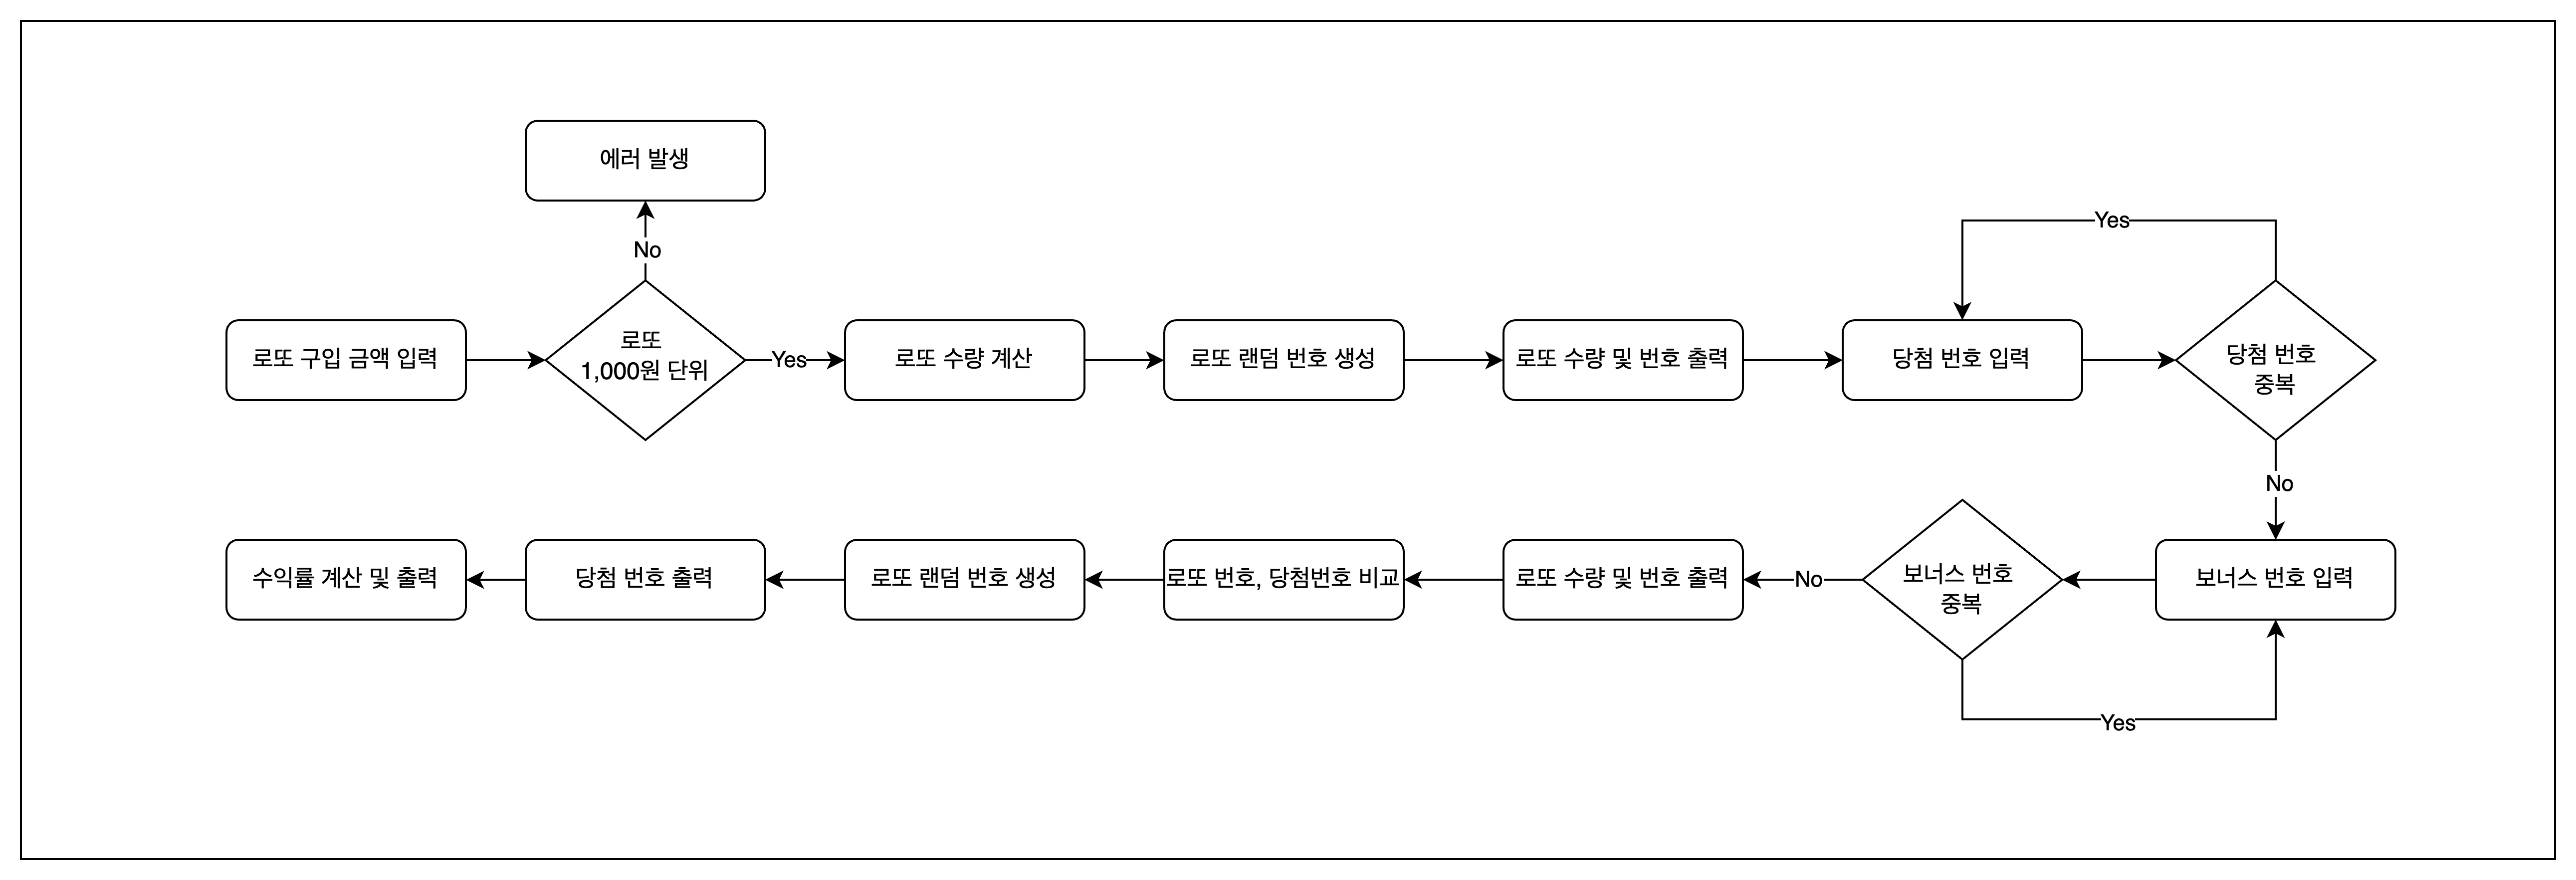 에러 발생
No
Yes
로또 구입 금액 입력
로또
1,000원 단위
Yes
로또 수량 계산
로또 랜덤 번호 생성
로또 수량 및 번호 출력
당첨 번호 입력
당첨 번호
중복
No
수익률 계산 및 출력
당첨 번호 출력
로또 랜덤 번호 생성
로또 번호, 당첨번호 비교
로또 수량 및 번호 출력
No
보너스 번호
중복
보너스 번호 입력
Yes